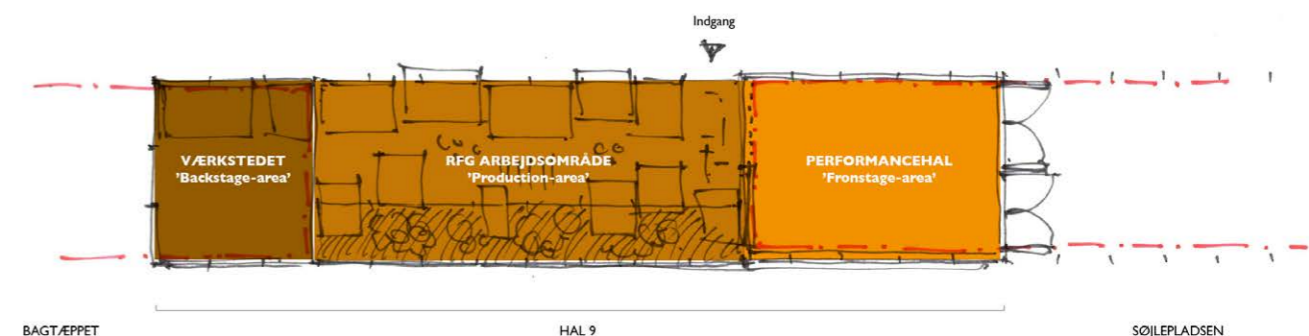 Indgang
VÆRKSTEDET
'Backstage-area'
RFG ARBEJDSOMRÅDE
'Production-area'
PERFORMANCEHAL
'Fronstage-area'
BAGTÆPPET
HAL 9
SØJLEPLADSEN